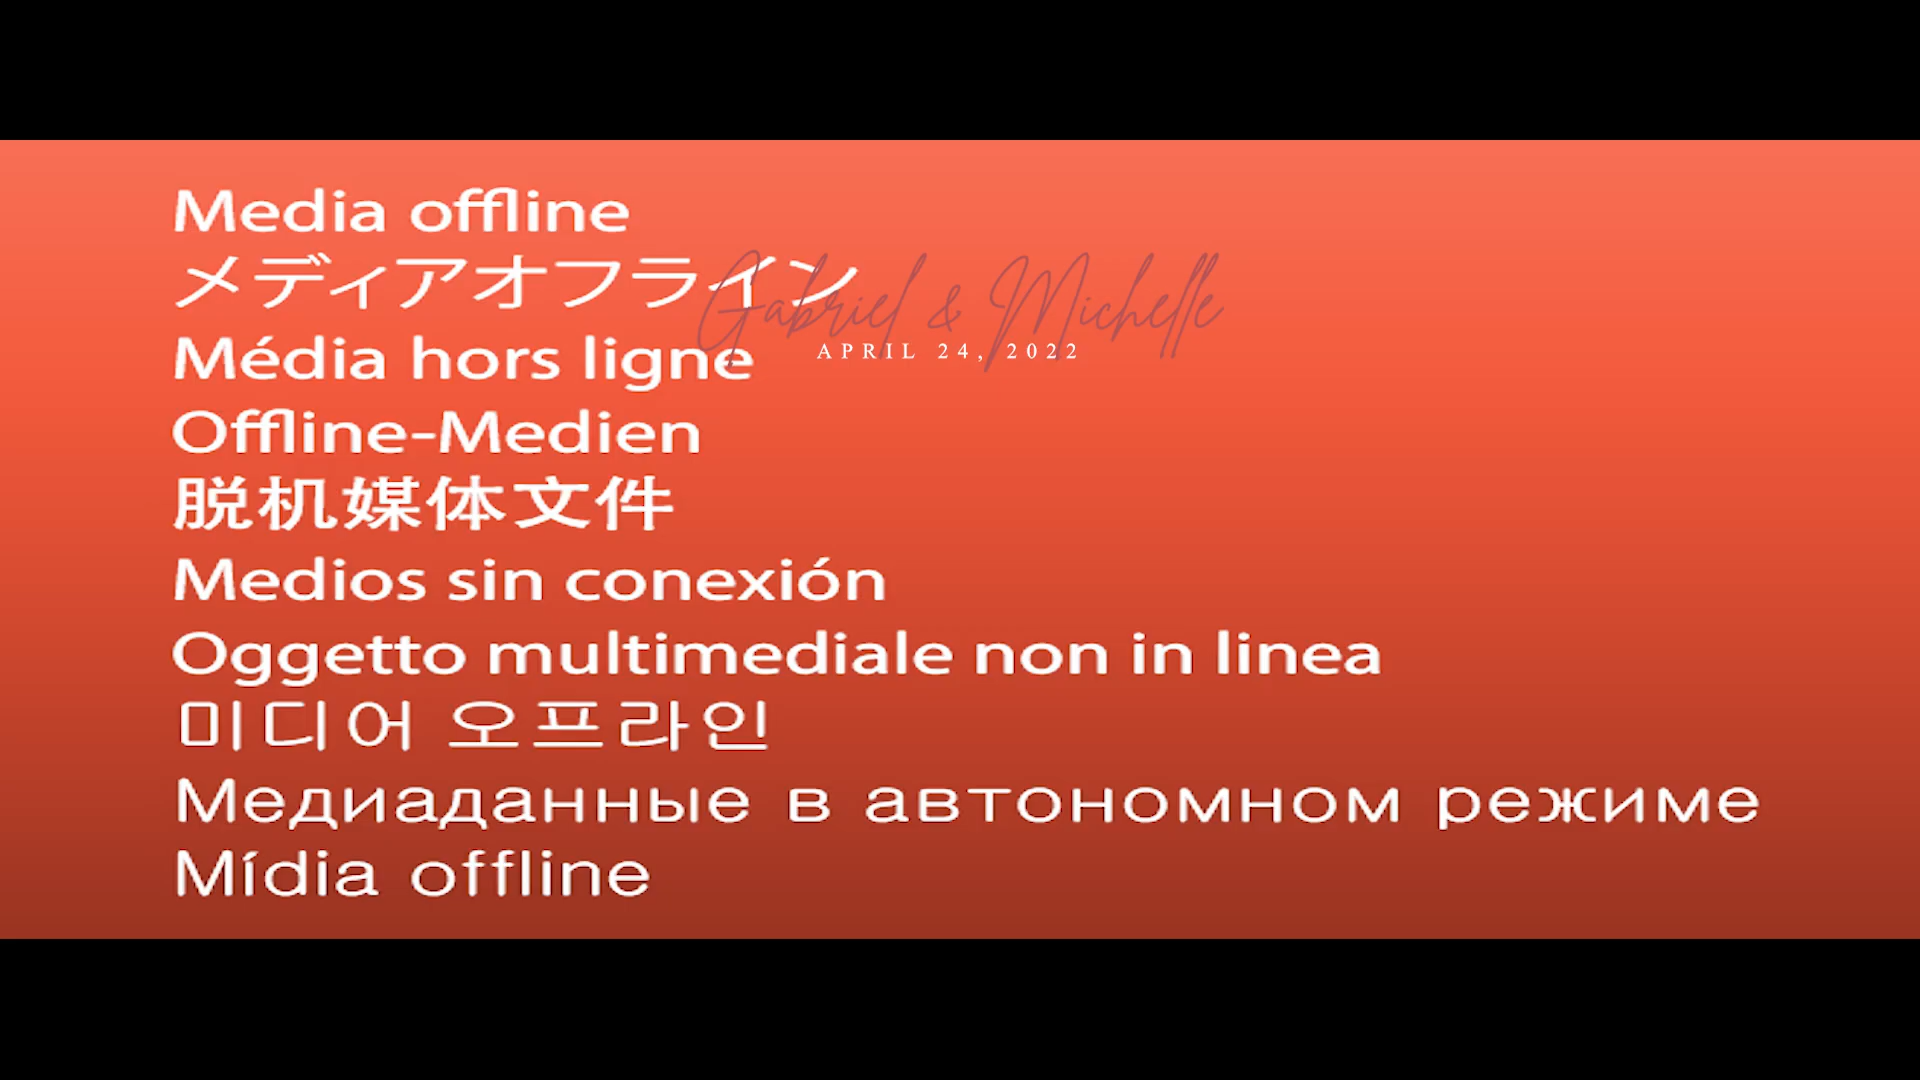 Media offline
メディアオフライン
Gabriel & Michelle
Média hors ligne
APRIL 24, 2022
Offline-Medien
脱机媒体文件
Medios sin conexión
Oggetto multimediale non in linea
미디어 오프라인
Медиаданные в автономном режиме
Mídia offline